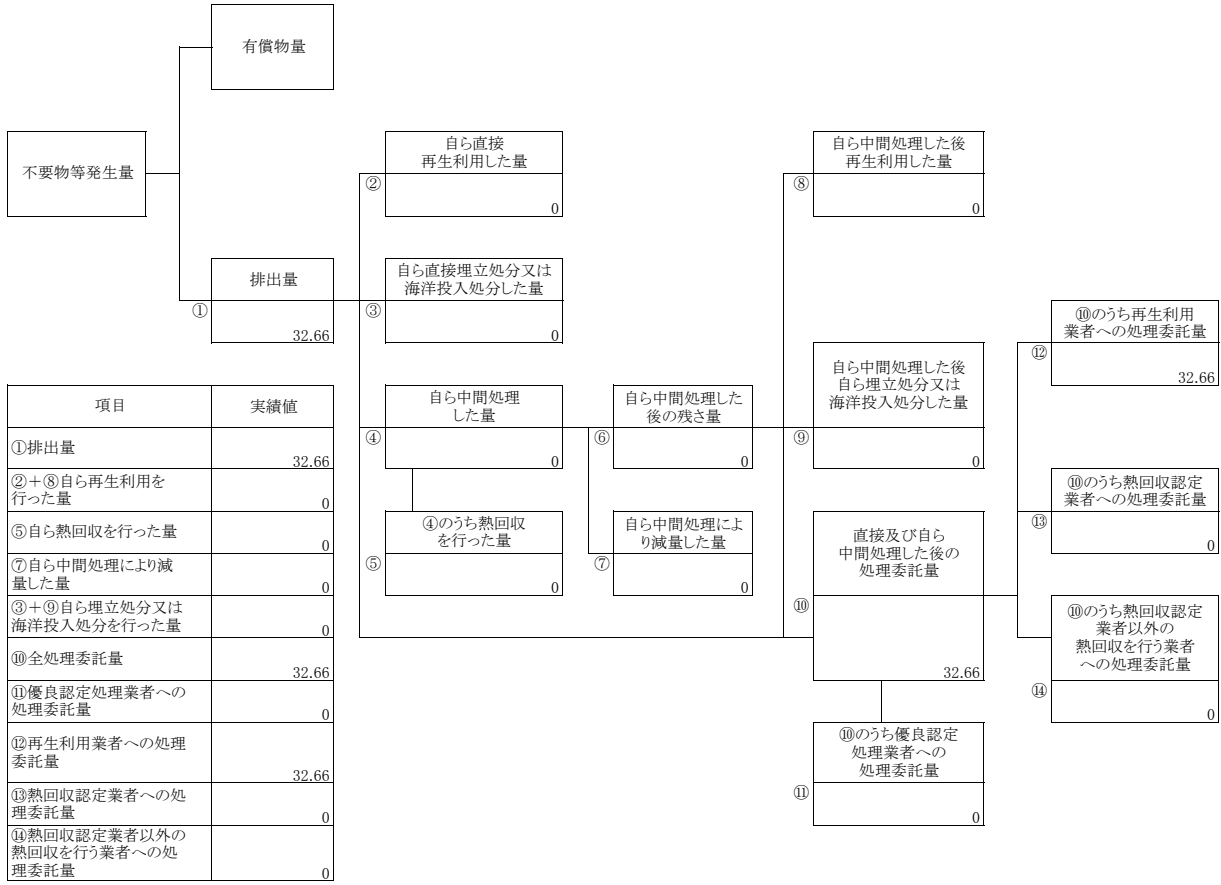 有償物量
不要物等発生量
自ら直接
再生利用した量
②
0
自ら中間処理した後
再生利用した量
⑧
0
排出量
①
32.66
自ら直接埋立処分又は
海洋投入処分した量
③
0
⑩のうち再生利用
業者への処理委託量
⑫
32.66
自ら中間処理
した量
④
0
自ら中間処理した
後の残さ量
⑥
0
自ら中間処理した後
自ら埋立処分又は
海洋投入処分した量
⑨
0
⑩のうち熱回収認定
業者への処理委託量
⑬
0
④のうち熱回収
を行った量
⑤
0
自ら中間処理によ
り減量した量
⑦
0
直接及び自ら
中間処理した後の
処理委託量
⑩
32.66
⑩のうち熱回収認定
業者以外の
熱回収を行う業者
への処理委託量
⑭
0
⑩のうち優良認定
処理業者への
処理委託量
⑪
0
項目 実績値
①排出量
32.66
②＋⑧自ら再生利用を
行った量
0
⑤自ら熱回収を行った量
0
⑦自ら中間処理により減
量した量
0
③＋⑨自ら埋立処分又は
海洋投入処分を行った量
0
⑩全処理委託量
32.66
⑪優良認定処理業者への
処理委託量
0
⑫再生利用業者への処理
委託量
32.66
⑬熱回収認定業者への処
理委託量
0
⑭熱回収認定業者以外の
熱回収を行う業者への処
理委託量
0